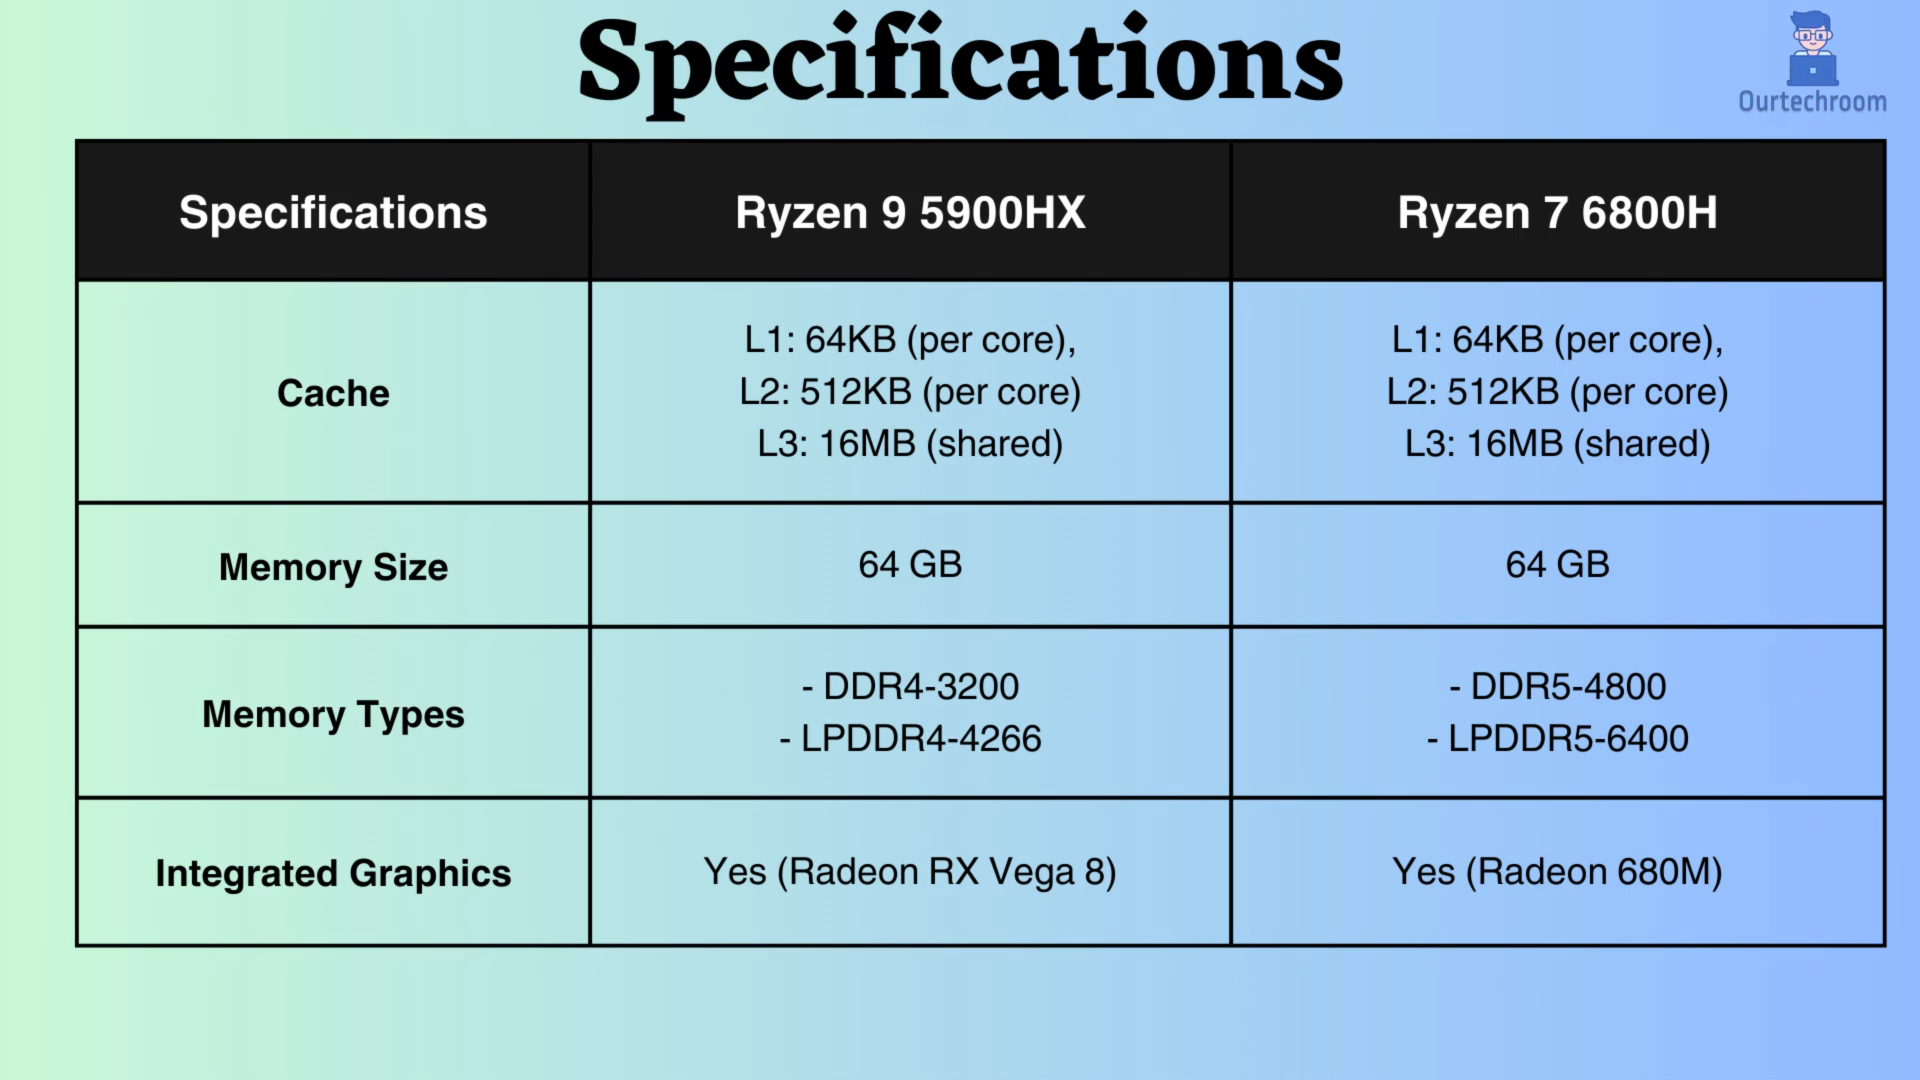 Specifications
Ourtechroom
Specifications
Ryzen 9 5900HX
Ryzen 7 6800H
Cache
L1: 64KB (per core),
L2: 512KB (per core)
L3: 16MB (shared)
L1: 64KB (per core),
L2: 512KB (per core)
L3: 16MB (shared)
Memory Size
64 GB
64 GB
Memory Types
- DDR4-3200
- LPDDR4-4266
- DDR5-4800
- LPDDR5-6400
Integrated Graphics
Yes (Radeon RX Vega 8)
Yes (Radeon 680M)